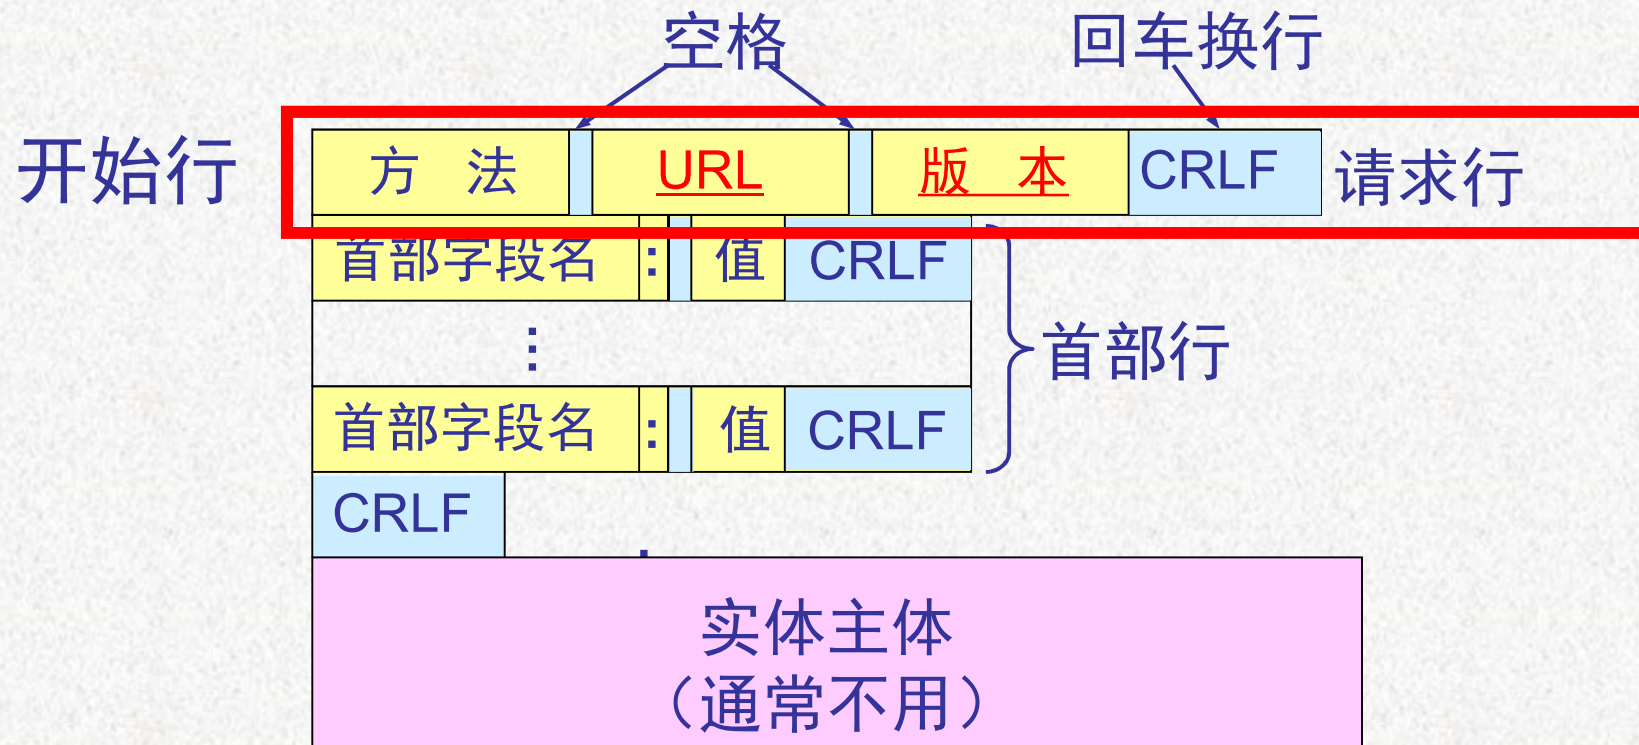 空格 回车换行
开始行 方 法 URL 版 本 CRLF 请求行
首部字段名 : 值 CRLF
⋮ 首部行
首部字段名 : 值 CRLF
CRLF
实体主体
（通常不用）